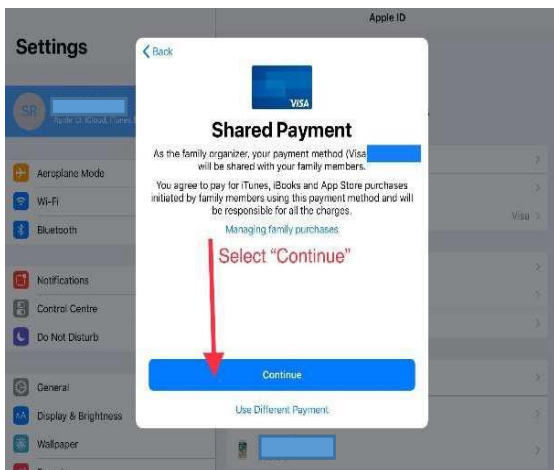 Apple ID
Settings
Back
SR
VISA
Shared Payment
As the family organizer, your payment method (Visa
will be shared with your family members.
You agree to pay for iTunes, iBooks and App Store purchases
initiated by family members using this payment method and will
be responsible for all the charges.
Managing family purchases
Select “Continue”
Aeroplane Mode
Wi-Fi
Visa
Bluetooth
Notifications
Control Centre
Do Not Disturb
Continue
General
Use Different Payment
AA Display & Brightness
Wallpaper